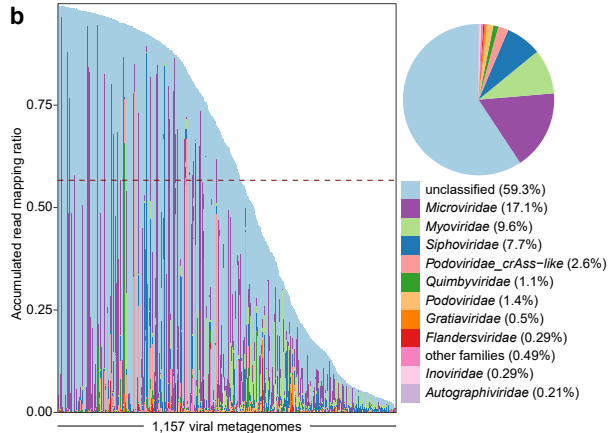 b
Accumulated read mapping ratio
0.75
0.50
0.25
0.00
1,157 viral metagenomes
unclassified (59.3%)
Microviridae (17.1%)
Myoviridae (9.6%)
Siphoviridae (7.7%)
Podoviridae_crAss-like (2.6%)
Quimbyviridae (1.1%)
Podoviridae (1.4%)
Gratiaviridae (0.5%)
Flandersviridae (0.29%)
other families (0.49%)
Inoviridae (0.29%)
Autographiviridae (0.21%)